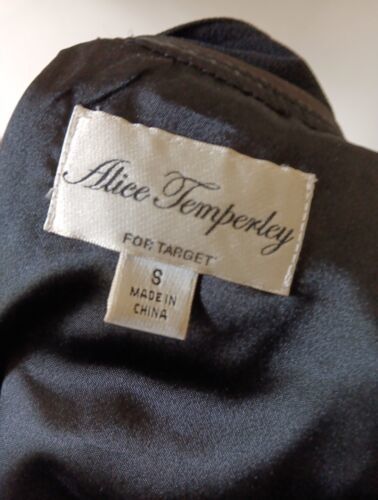 Alice Temperley
FOR TARGET
S
MADE IN
CHINA